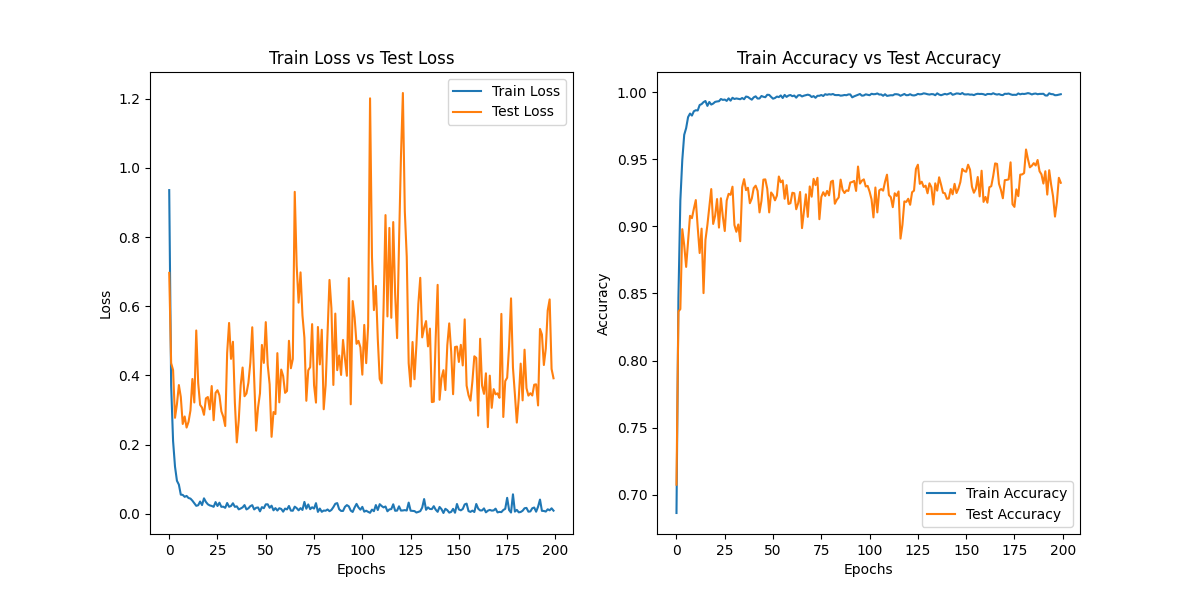 Train Loss vs Test Loss
Train Loss
Test Loss
1.2
1.0
0.8
0.6
0.4
0.2
0.0
Loss
0 25 50 75 100 125 150 175 200
Epochs
Train Accuracy vs Test Accuracy
1.00
0.95
0.90
0.85
0.80
0.75
0.70
Accuracy
Train Accuracy
Test Accuracy
0 25 50 75 100 125 150 175 200
Epochs